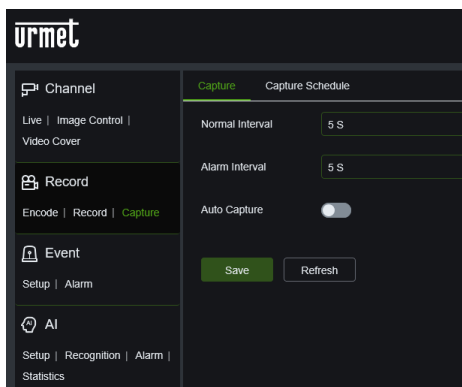 urmet
Channel
Live | Image Control |
Video Cover
Record
Encode | Record | Capture
Event
Setup | Alarm
AI
AI
Setup | Recognition | Alarm |
Statistics
Capture Capture Schedule
Normal Interval 5 S
Alarm Interval 5 S
Auto Capture
Save Refresh